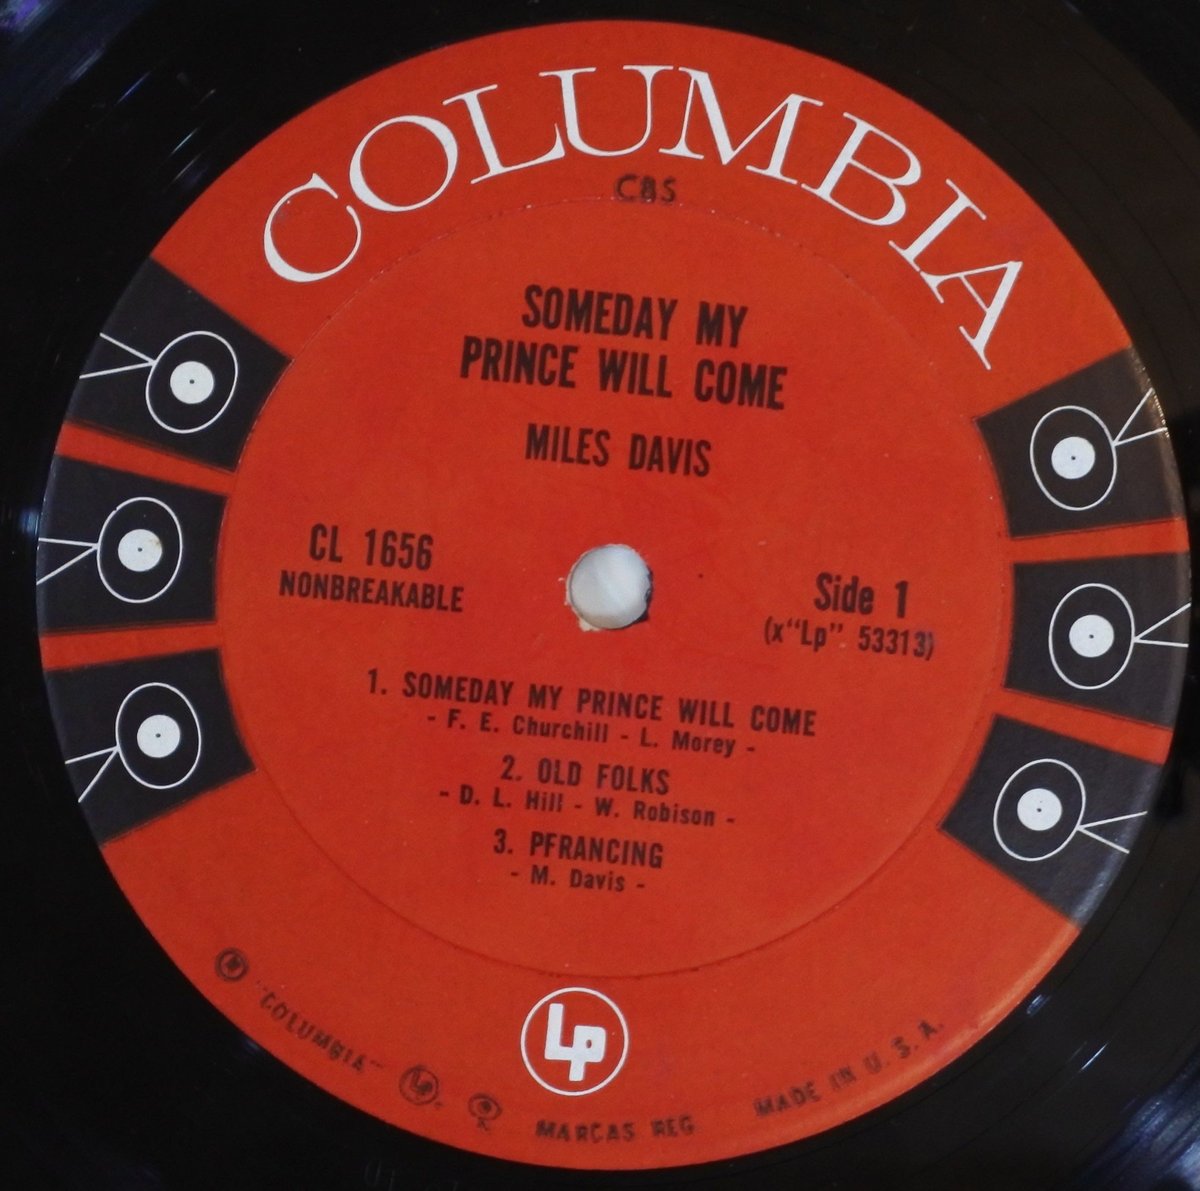 COLUMBIA
CBS
SOMEDAY MY
PRINCE WILL COME
MILES DAVIS
CL 1656
NONBREAKABLE
Side 1
(x"Lp" 53313)
1. SOMEDAY MY PRINCE WILL COME
- F. E. Churchill - L. Morey -
2. OLD FOLKS
- D. L. Hill - W. Robison -
3. PFRANCING
- M. Davis -
Lp
® "COLUMBIA" Lp ® MARCAS REG MADE IN U. S. A.